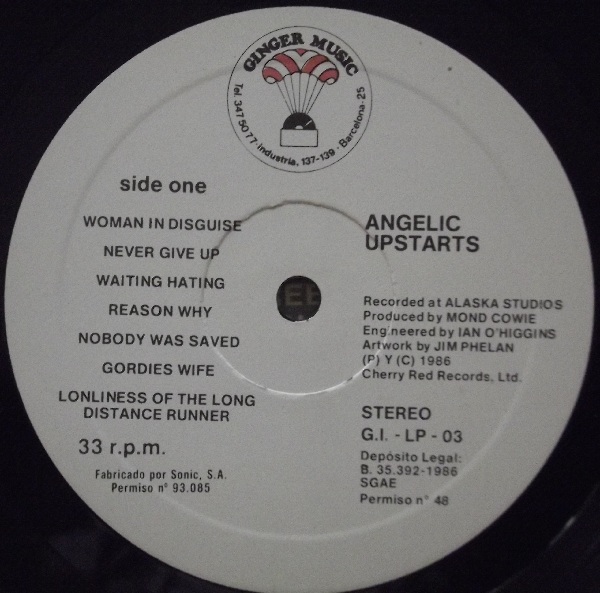 GINGER MUSIC
Tel. 347 50 77 · Industria, 137-139 · Barcelona-25
side one
WOMAN IN DISGUISE
NEVER GIVE UP
WAITING HATING
REASON WHY
NOBODY WAS SAVED
GORDIES WIFE
LONLINESS OF THE LONG
DISTANCE RUNNER
33 r.p.m.
Fabricado por Sonic, S.A.
Permiso nº 93.085
ANGELIC
UPSTARTS
Recorded at ALASKA STUDIOS
Produced by MOND COWIE
Engineered by IAN O'HIGGINS
Artwork by JIM PHELAN
(P) Y (C) 1986
Cherry Red Records, Ltd.
STEREO
G.I. - LP - 03
Depósito Legal:
B. 35.392-1986
SGAE
Permiso n° 48